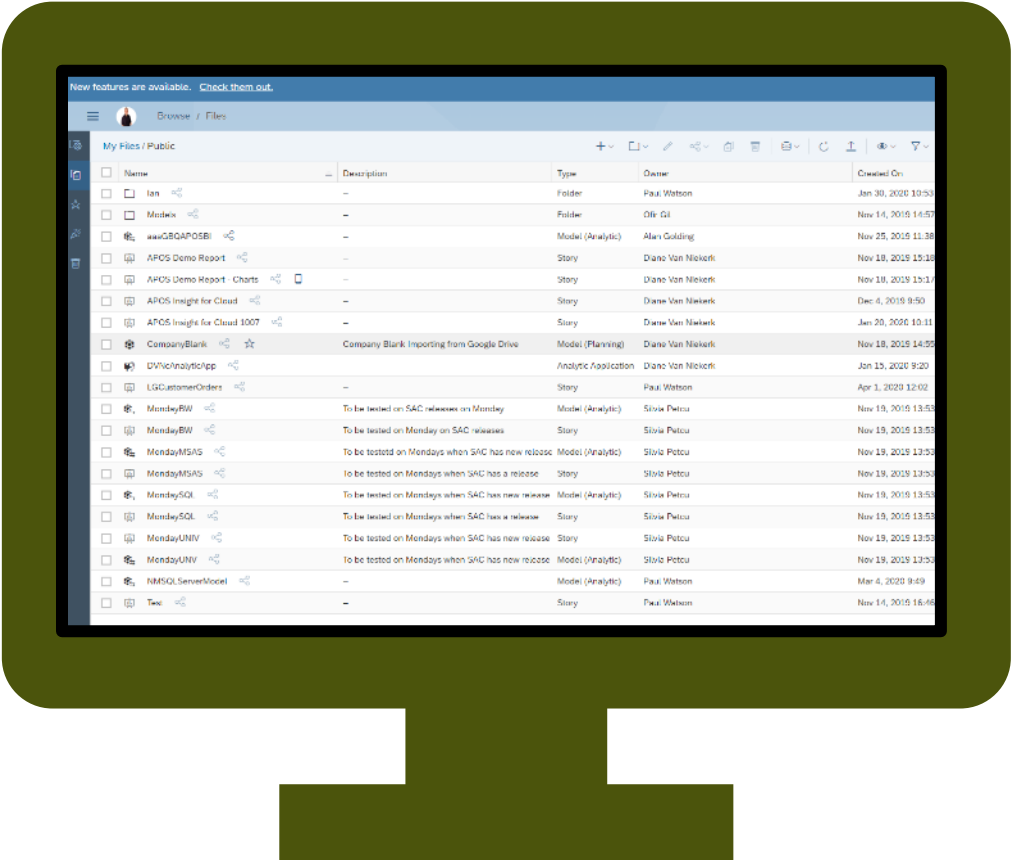 New features are available. Check them out.
Browse / Files
My Files / Public
Name Description Type Owner Created On
Ian – Folder Paul Watson Jan 30, 2020 10:53
Models – Folder Ofir Gil Nov 14, 2019 14:57
aaaGBQAPOSBI – Model (Analytic) Alan Golding Nov 25, 2019 11:38
APOS Demo Report – Story Diane Van Niekerk Nov 18, 2019 15:18
APOS Demo Report - Charts – Story Diane Van Niekerk Nov 18, 2019 15:17
APOS Insight for Cloud – Story Diane Van Niekerk Dec 4, 2019 9:50
APOS Insight for Cloud 1007 – Story Diane Van Niekerk Jan 20, 2020 10:11
CompanyBlank Company Blank Importing from Google Drive Model (Planning) Diane Van Niekerk Nov 18, 2019 14:55
DVNcAnalyticApp Analytic Application Diane Van Niekerk Jan 15, 2020 9:20
LGCustomerOrders – Story Paul Watson Apr 1, 2020 12:02
MondayBW To be tested on SAC releases on Monday Model (Analytic) Silvia Petcu Nov 19, 2019 13:53
MondayBW To be tested on Monday on SAC releases Story Silvia Petcu Nov 19, 2019 13:53
MondayMSAS To be testetd on Mondays when SAC has new release Model (Analytic) Silvia Petcu Nov 19, 2019 13:53
MondayMSAS To be tested on Mondays when SAC has a release Story Silvia Petcu Nov 19, 2019 13:53
MondaySQL To be tested on Mondays when SAC has new release Model (Analytic) Silvia Petcu Nov 19, 2019 13:53
MondaySQL To be tested on Mondays when SAC has a release Story Silvia Petcu Nov 19, 2019 13:53
MondayUNIV To be tested on Mondays when SAC has new release Story Silvia Petcu Nov 19, 2019 13:53
MondayUNV To be tested on Mondays when SAC has new release Model (Analytic) Silvia Petcu Nov 19, 2019 13:53
NMSQLServerModel – Model (Analytic) Paul Watson Mar 4, 2020 9:49
Test – Story Paul Watson Nov 14, 2019 16:46